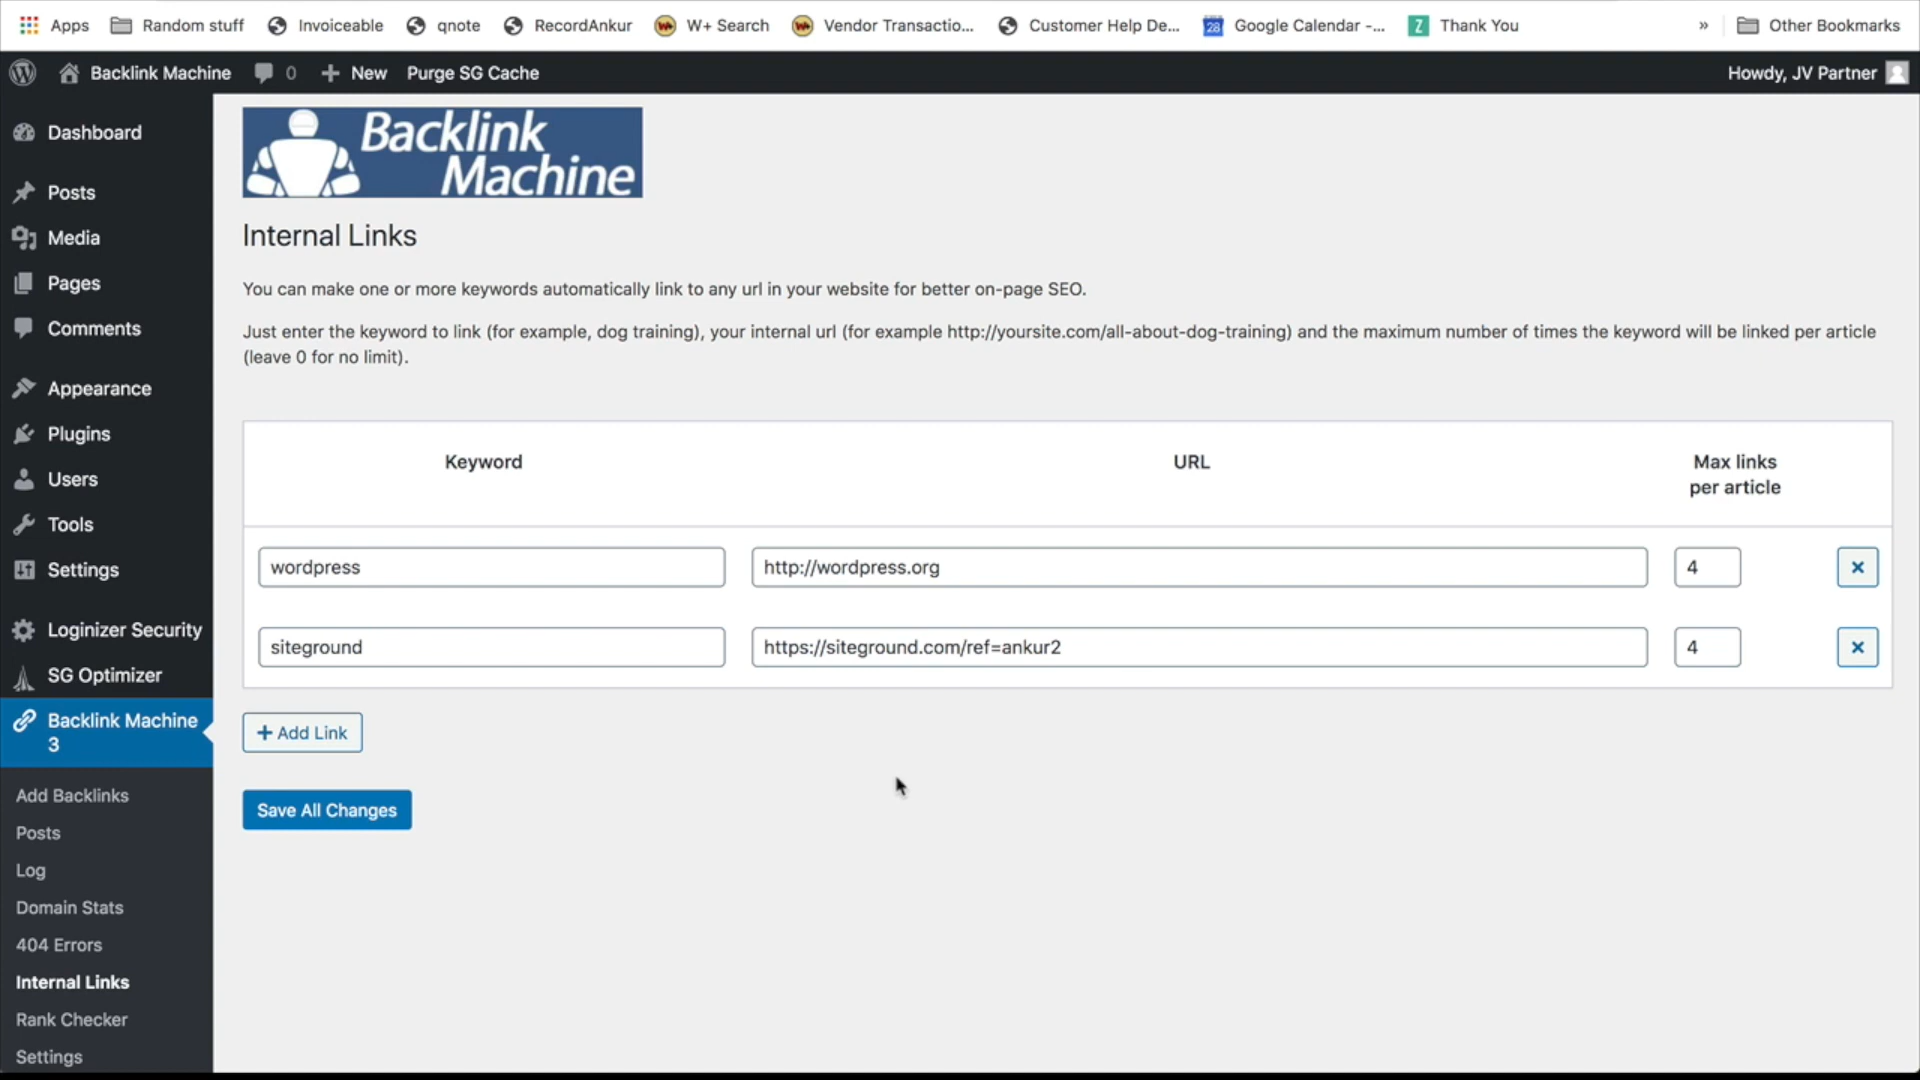 Apps
Random stuff
Invoiceable
qnote
RecordAnkur
W+ Search
Vendor Transactio...
Customer Help De...
28
Google Calendar -...
Z
Thank You
»
Other Bookmarks
Backlink Machine
0
+ New
Purge SG Cache
Howdy, JV Partner
Dashboard
Posts
Media
Pages
Comments
Appearance
Plugins
Users
Tools
Settings
Loginizer Security
SG Optimizer
Backlink Machine
3
Add Backlinks
Posts
Log
Domain Stats
404 Errors
Internal Links
Rank Checker
Settings
Backlink
Machine
Internal Links
You can make one or more keywords automatically link to any url in your website for better on-page SEO.
Just enter the keyword to link (for example, dog training), your internal url (for example http://yoursite.com/all-about-dog-training) and the maximum number of times the keyword will be linked per article
(leave 0 for no limit).
Keyword
URL
Max links
per article
wordpress
http://wordpress.org
4
×
siteground
https://siteground.com/ref=ankur2
4
×
+ Add Link
Save All Changes